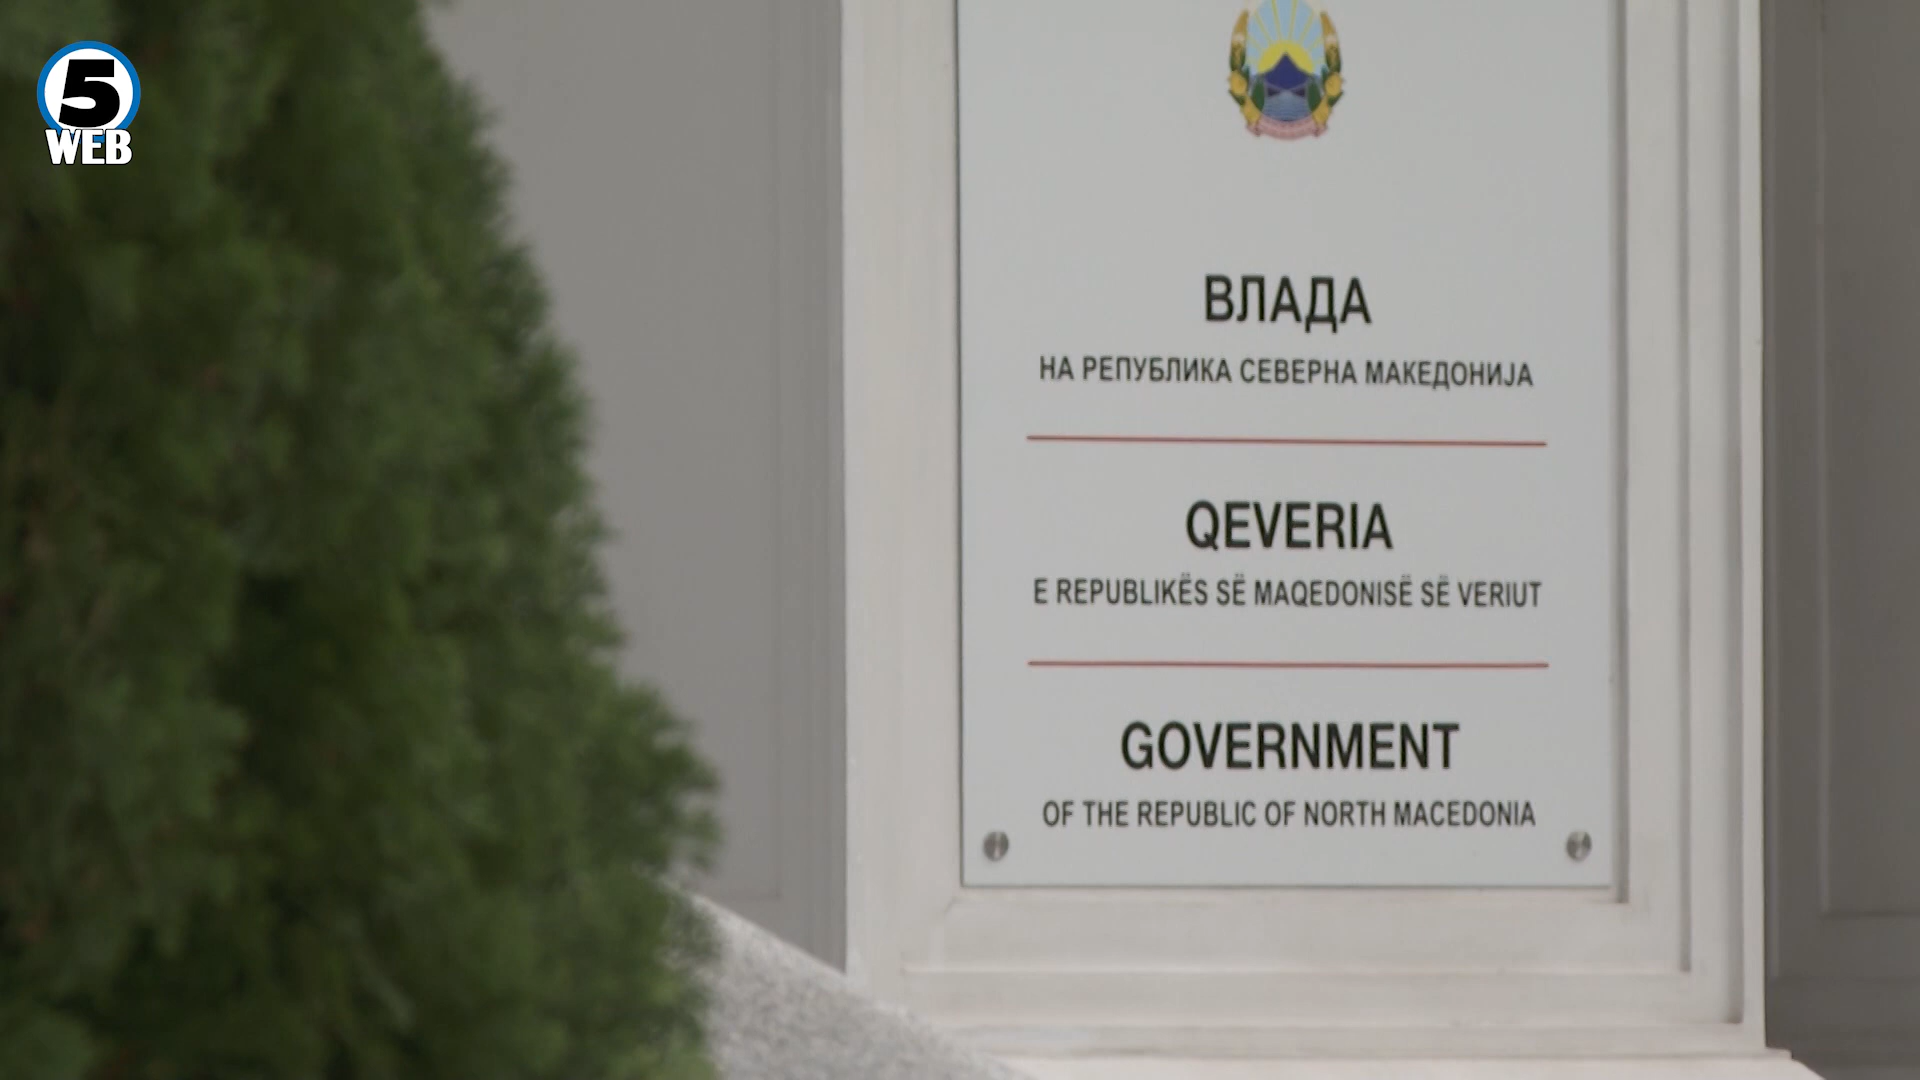 5
WEB
ВЛАДА
НА РЕПУБЛИКА СЕВЕРНА МАКЕДОНИЈА
QEVERIA
E REPUBLIKËS SË MAQEDONISË SË VERIUT
GOVERNMENT
OF THE REPUBLIC OF NORTH MACEDONIA